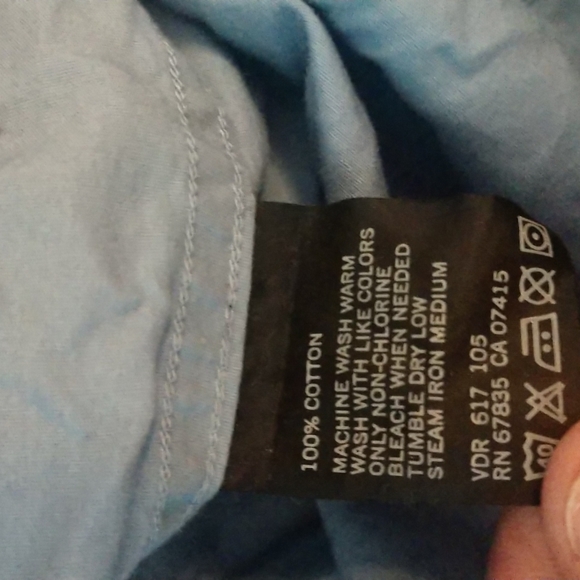 100% COTTON
MACHINE WASH WARM
WASH WITH LIKE COLORS
ONLY NON-CHLORINE
BLEACH WHEN NEEDED
TUMBLE DRY LOW
STEAM IRON MEDIUM
VDR 617 105
RN 67835 CA 07415
40